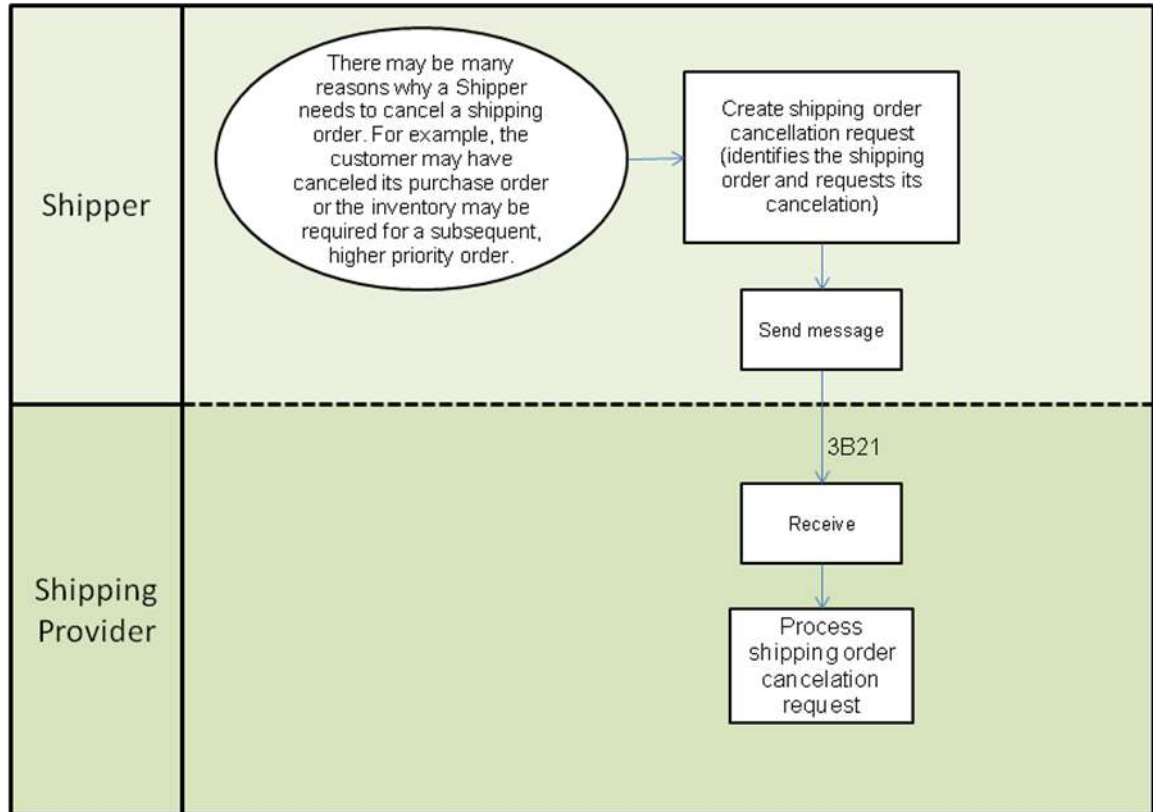 Shipper
There may be many
reasons why a Shipper
needs to cancel a shipping
order. For example, the
customer may have
canceled its purchase order
or the inventory may be
required for a subsequent,
higher priority order.
Create shipping order
cancellation request
(identifies the shipping
order and requests its
cancelation)
Send message
3B21
Shipping
Provider
Receive
Process
shipping order
cancelation
request